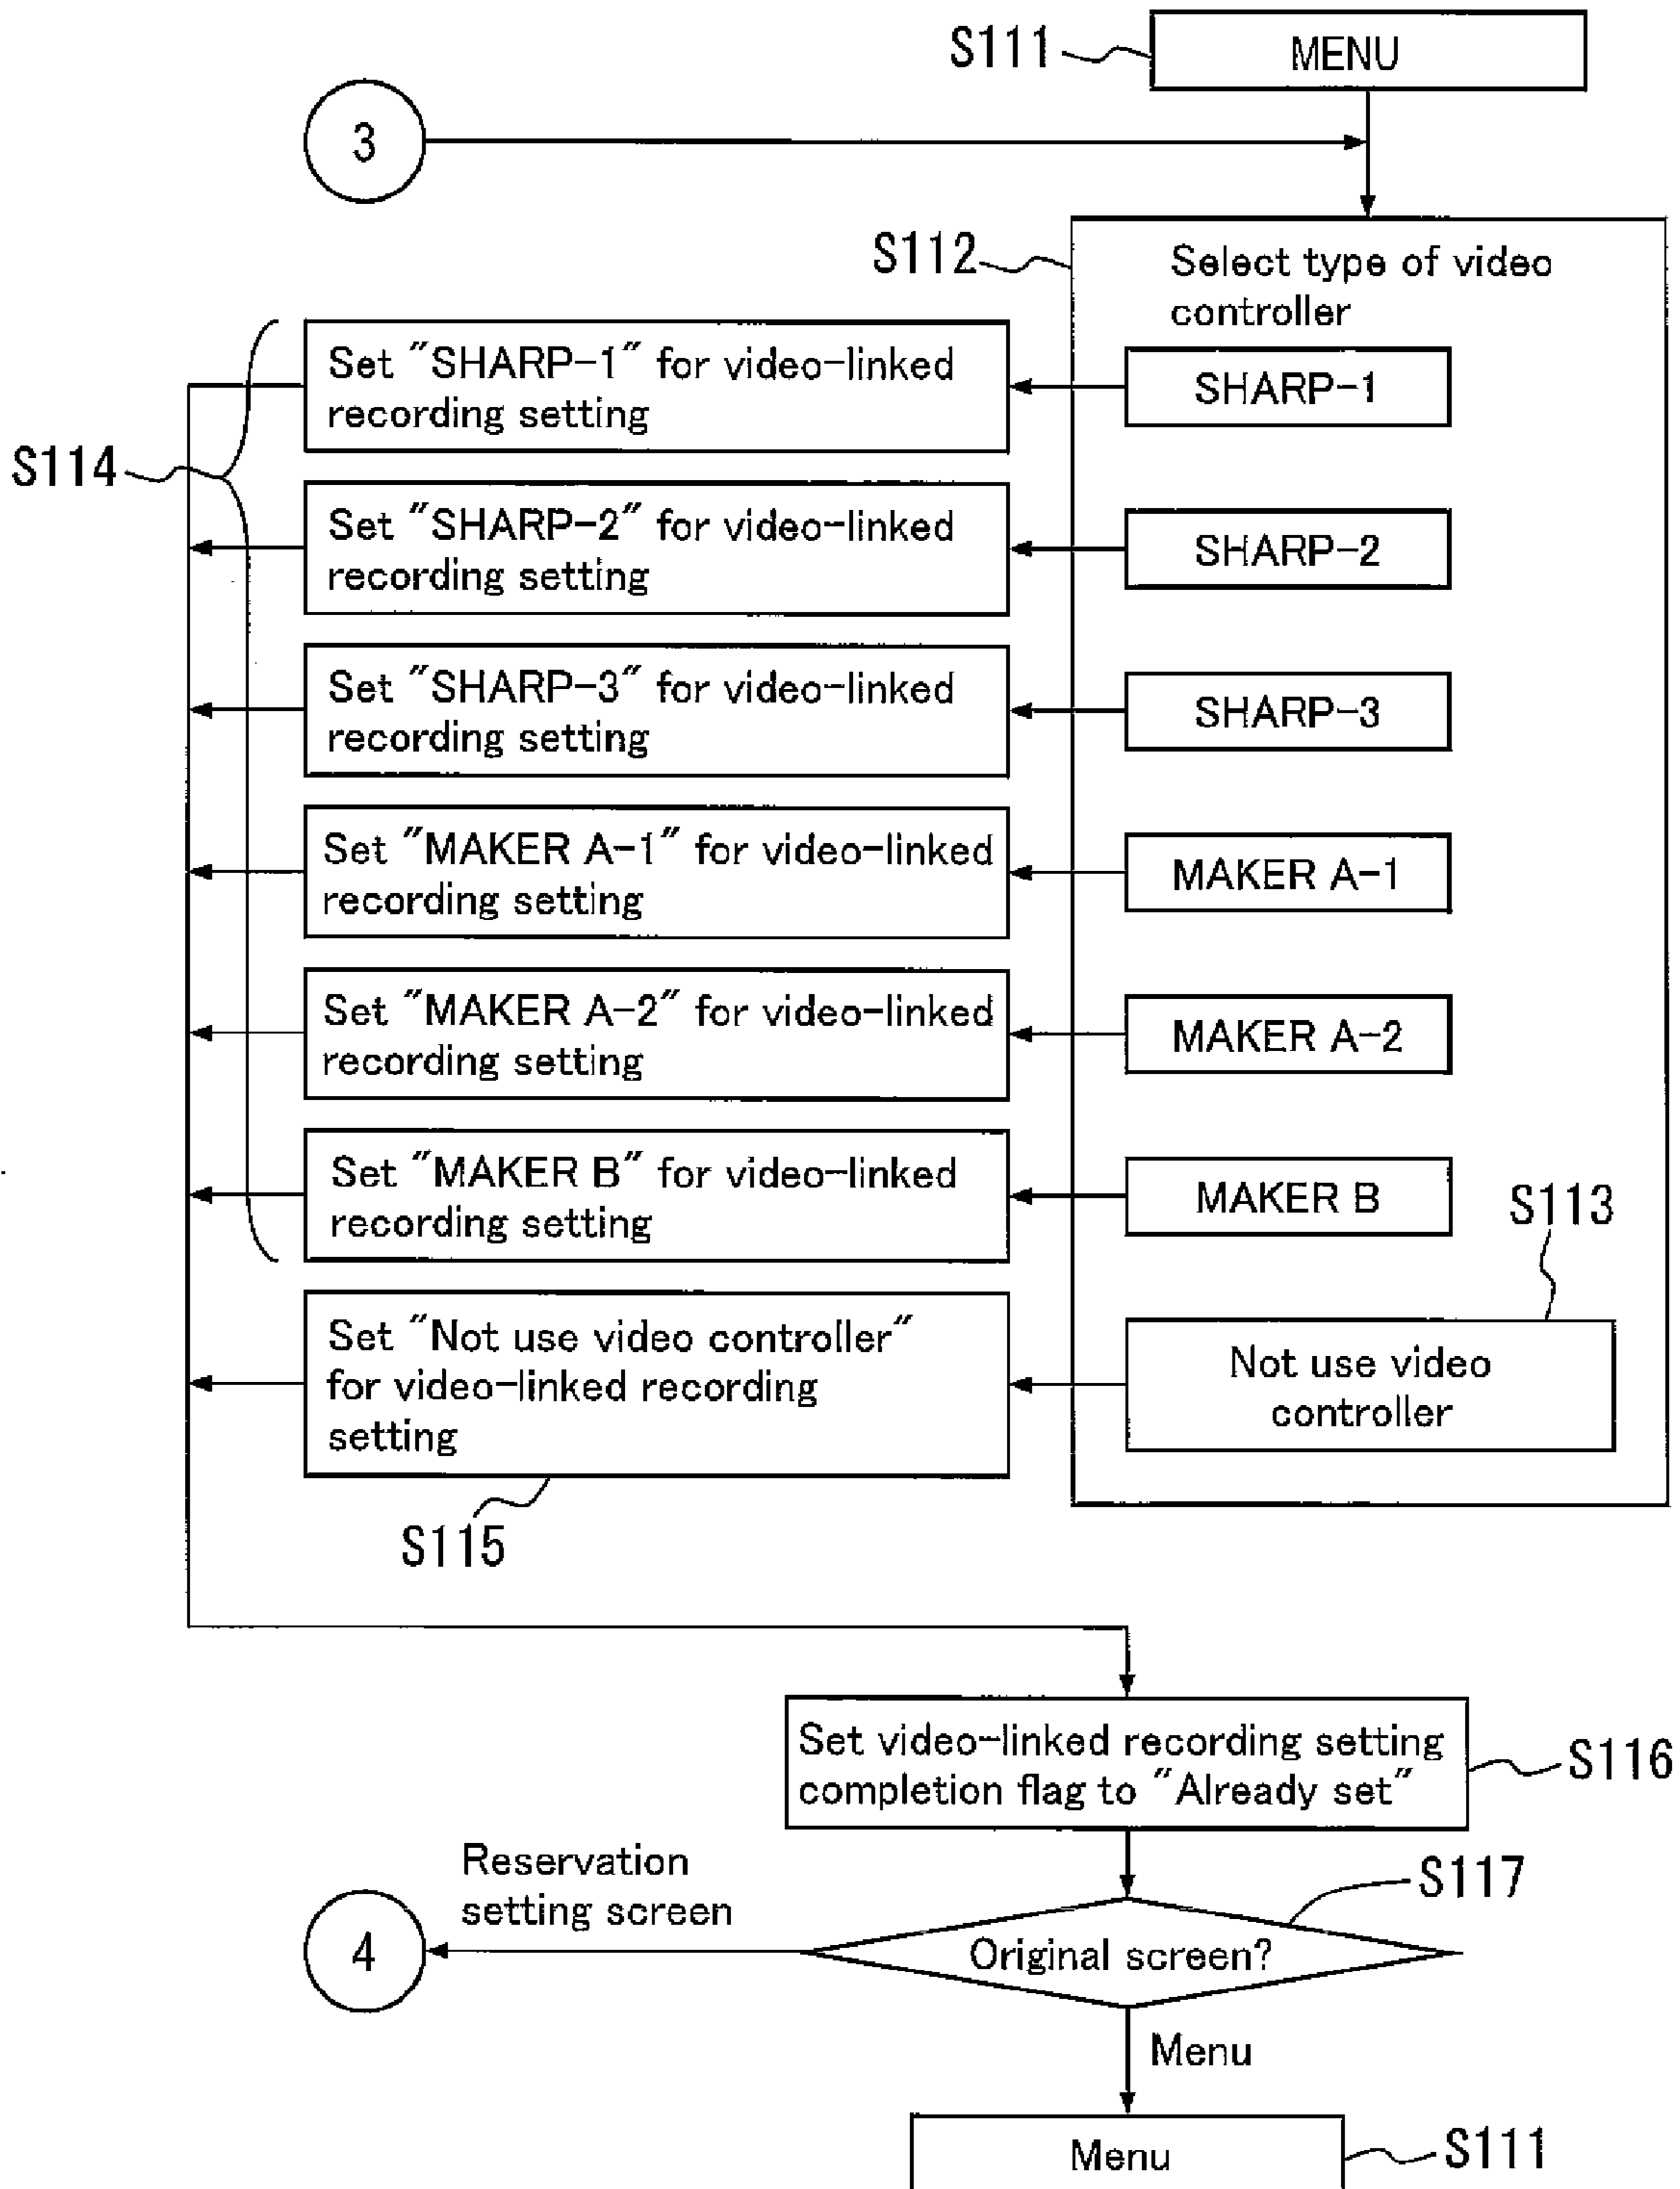 S111
MENU
3
S112
Select type of video
controller
Set "SHARP-1" for video-linked
recording setting
SHARP-1
S114
Set "SHARP-2" for video-linked
recording setting
SHARP-2
Set "SHARP-3" for video-linked
recording setting
SHARP-3
Set "MAKER A-1" for video-linked
recording setting
MAKER A-1
Set "MAKER A-2" for video-linked
recording setting
MAKER A-2
Set "MAKER B" for video-linked
recording setting
MAKER B
S113
Set "Not use video controller"
for video-linked recording
setting
Not use video
controller
S115
Set video-linked recording setting
completion flag to "Already set"
S116
Reservation
setting screen
S117
4
Original screen?
Menu
Menu
S111